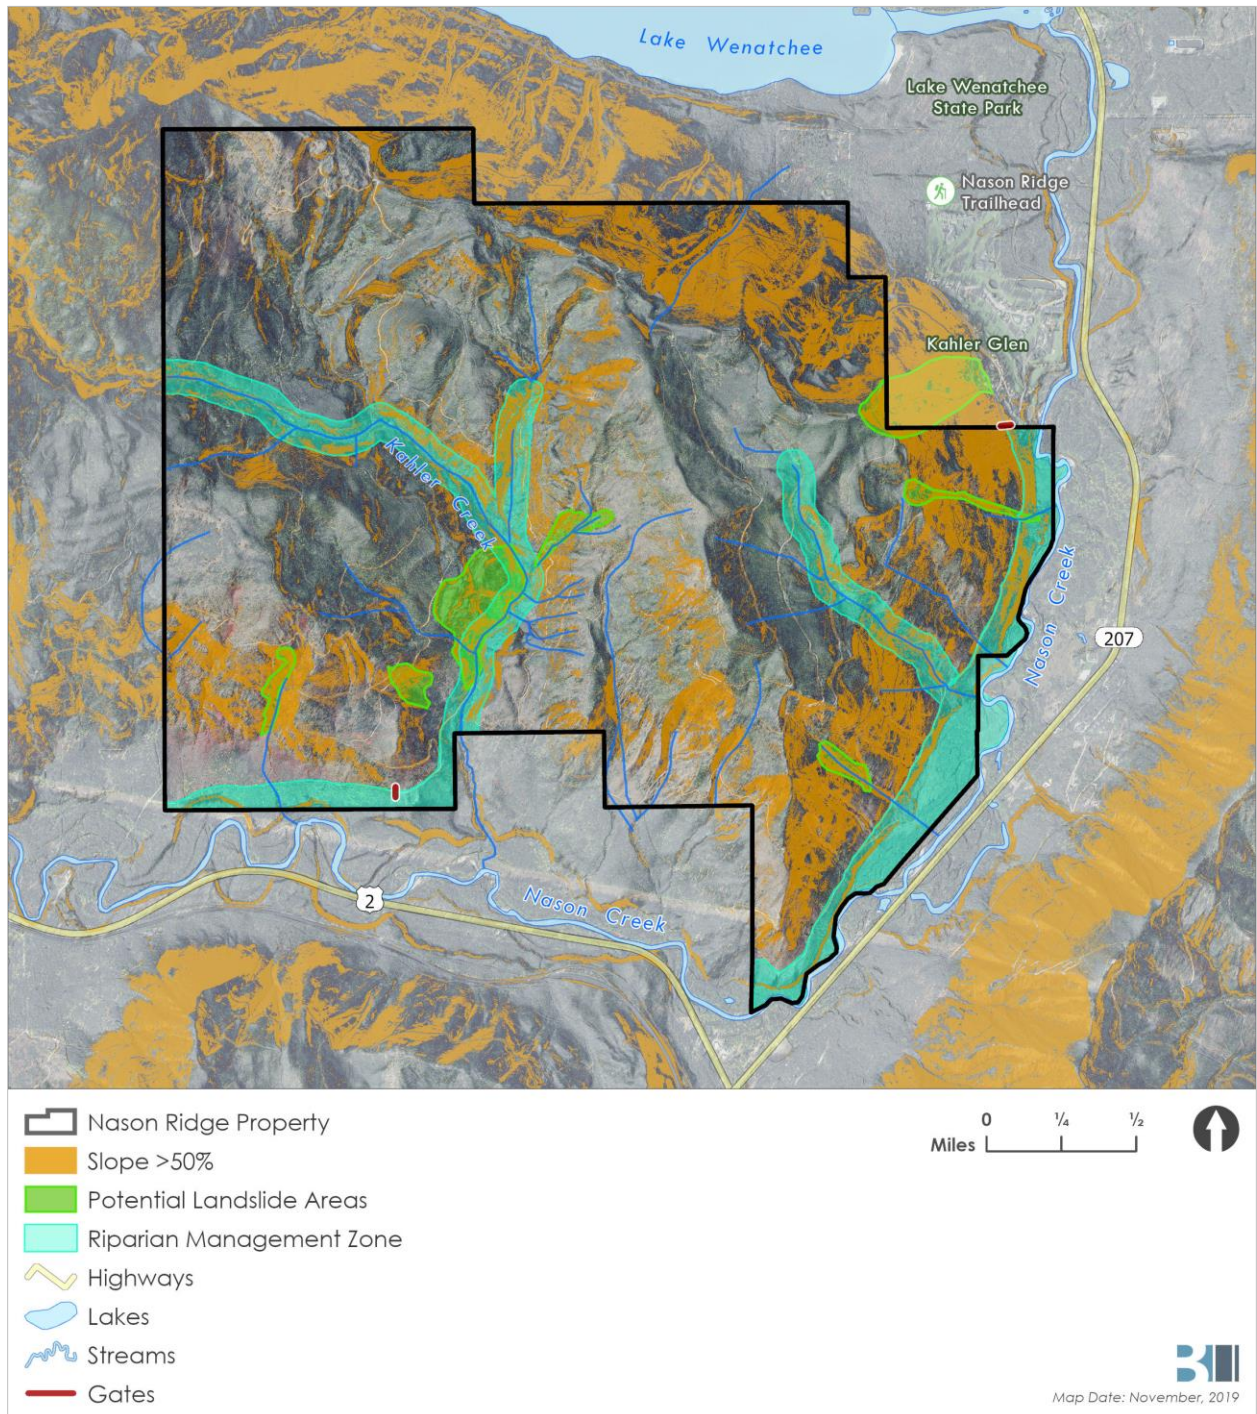 Lake Wenatchee
Lake Wenatchee
State Park
Nason Ridge
Trailhead
Kahler Glen
Kahler Creek
Nason Creek
207
2
Nason Creek
Nason Ridge Property
Slope >50%
Potential Landslide Areas
Riparian Management Zone
Highways
Lakes
Streams
Gates
0 ¼ ½
Miles
Map Date: November, 2019